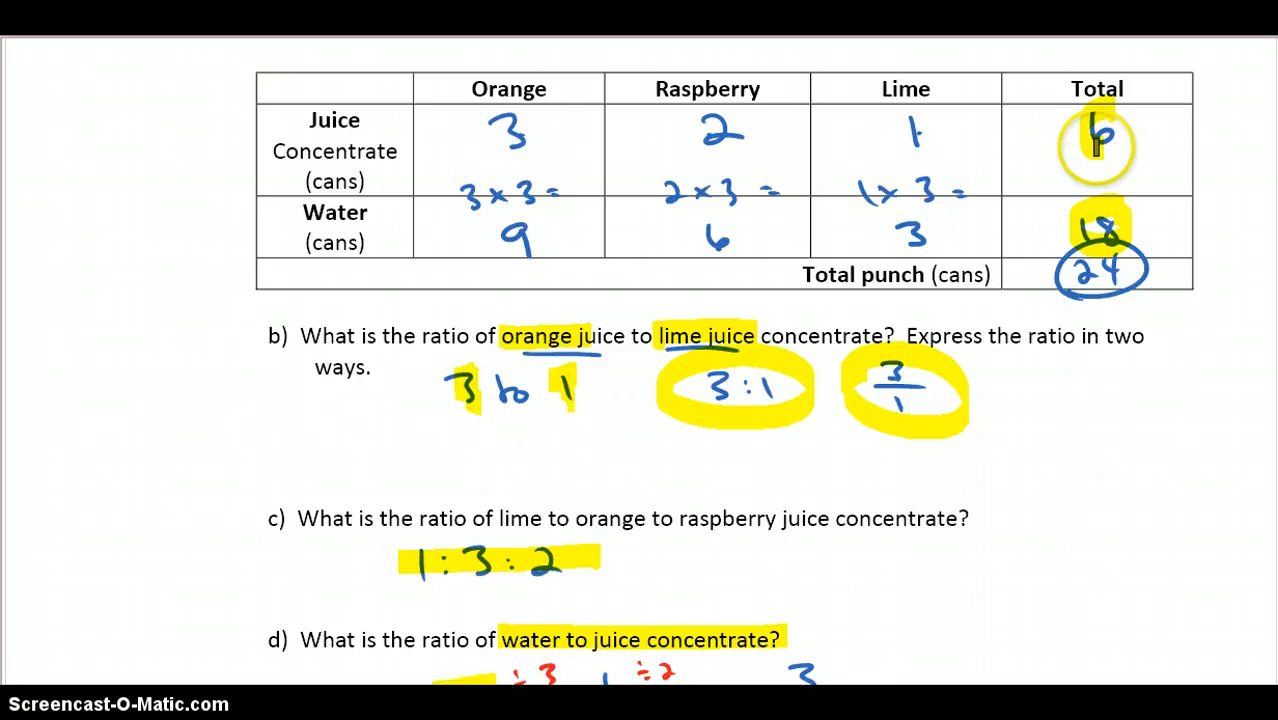 Orange Raspberry Lime Total
Juice
Concentrate
(cans)
3 2 1 6
3 x 3 = 2 x 3 = 1 x 3 =
Water
(cans)
9 6 3 18
Total punch (cans) 24
b) What is the ratio of orange juice to lime juice concentrate? Express the ratio in two
ways.
3 to 1 3 : 1 3/1
c) What is the ratio of lime to orange to raspberry juice concentrate?
1 : 3 : 2
d) What is the ratio of water to juice concentrate?
÷ 3 ÷ 2 3
Screencast-O-Matic.com